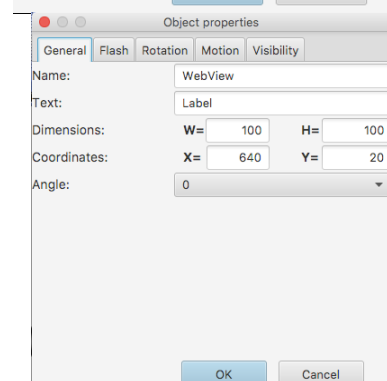 Object properties
General Flash Rotation Motion Visibility
Name: WebView
Text: Label
Dimensions: W= 100 H= 100
Coordinates: X= 640 Y= 20
Angle: 0
OK Cancel